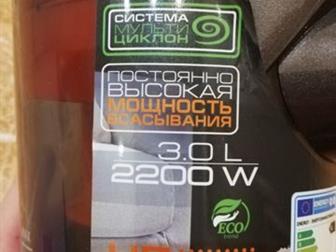 СИСТЕМА
МУЛЬТИ
ЦИКЛОН
ПОСТОЯННО
ВЫСОКАЯ
МОЩНОСТЬ
ВСАСЫВАНИЯ
3.0 L
2200 W
ECO